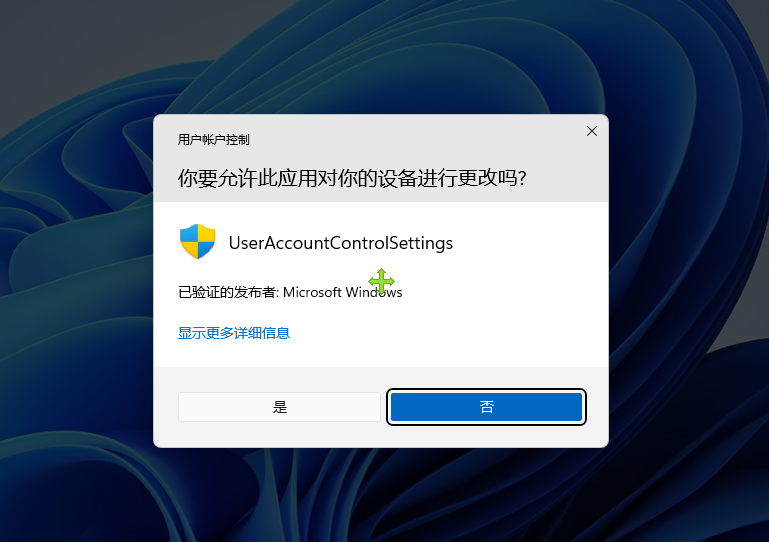 用户帐户控制
你要允许此应用对你的设备进行更改吗?
UserAccountControlSettings
已验证的发布者: Microsoft Windows
显示更多详细信息
是
否